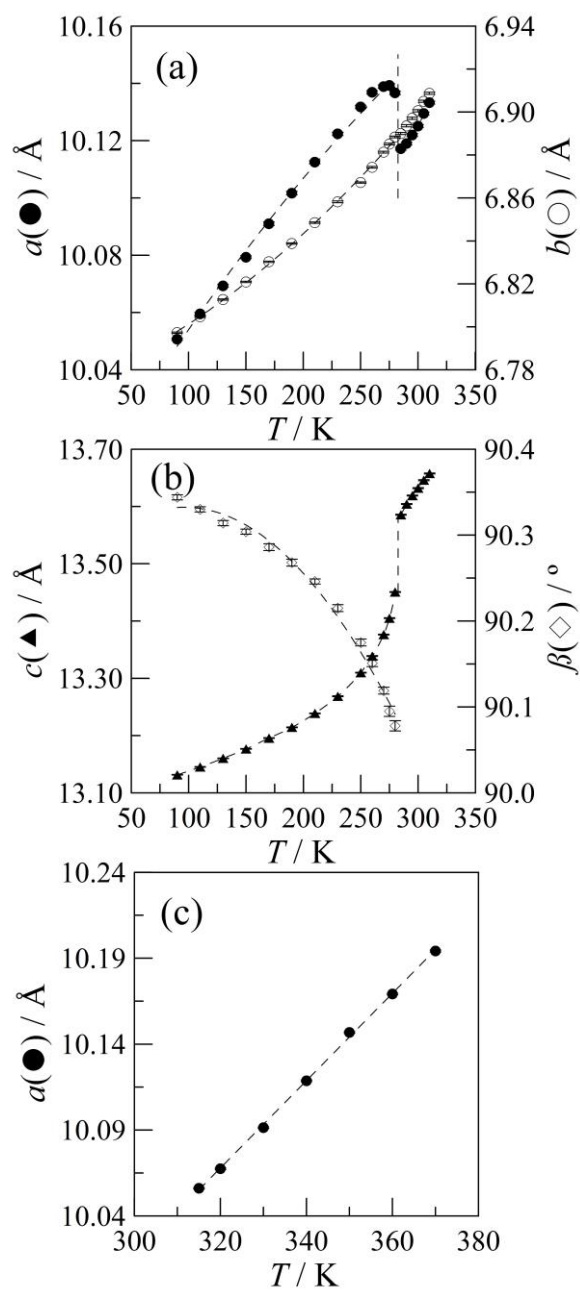 10.16
10.12
10.08
10.04
a(●) / Å
(a)
6.94
6.90
6.86
6.82
6.78
b(○) / Å
50 100 150 200 250 300 350
T / K
13.70
13.50
13.30
13.10
c(▲) / Å
(b)
90.4
90.3
90.2
90.1
90.0
β(◇) / º
50 100 150 200 250 300 350
T / K
10.24
10.19
10.14
10.09
10.04
a(●) / Å
(c)
300 320 340 360 380
T / K